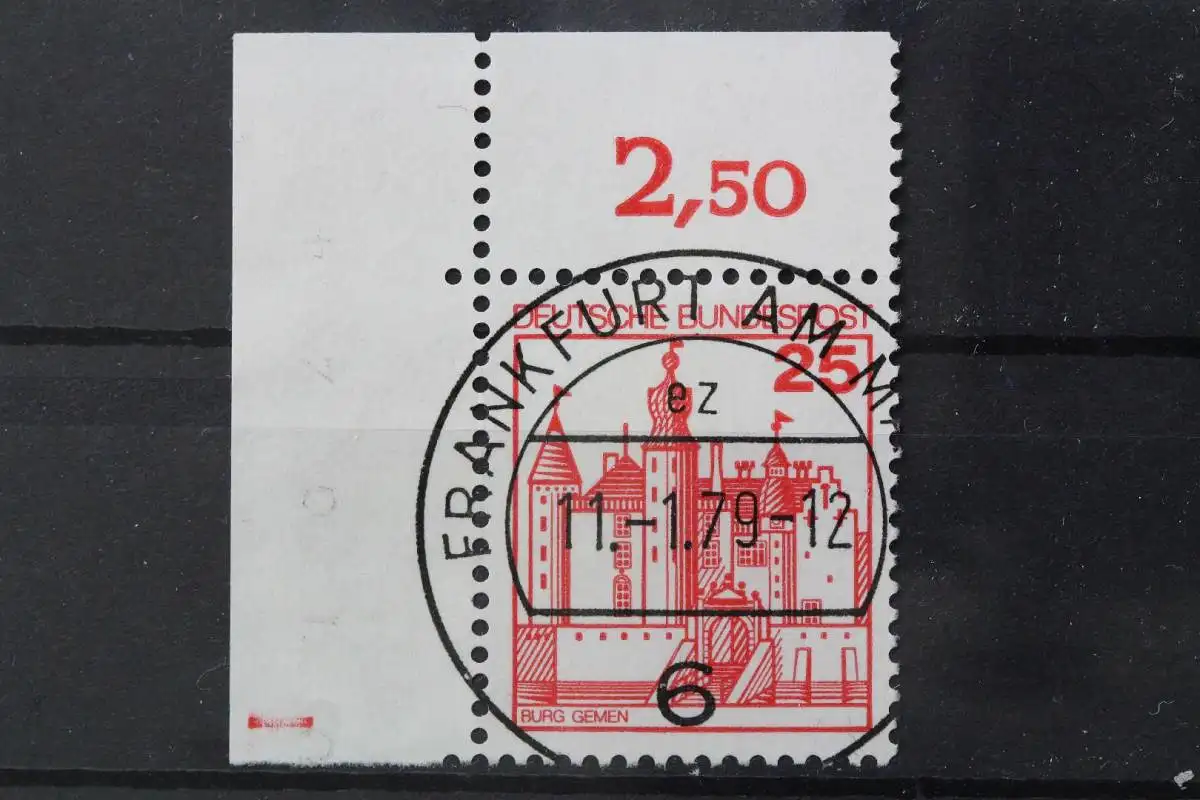 2,50
DEUTSCHE BUNDESPOST
25
FRANKFURT AM M
ez
11.-1.79-12
6
BURG GEMEN